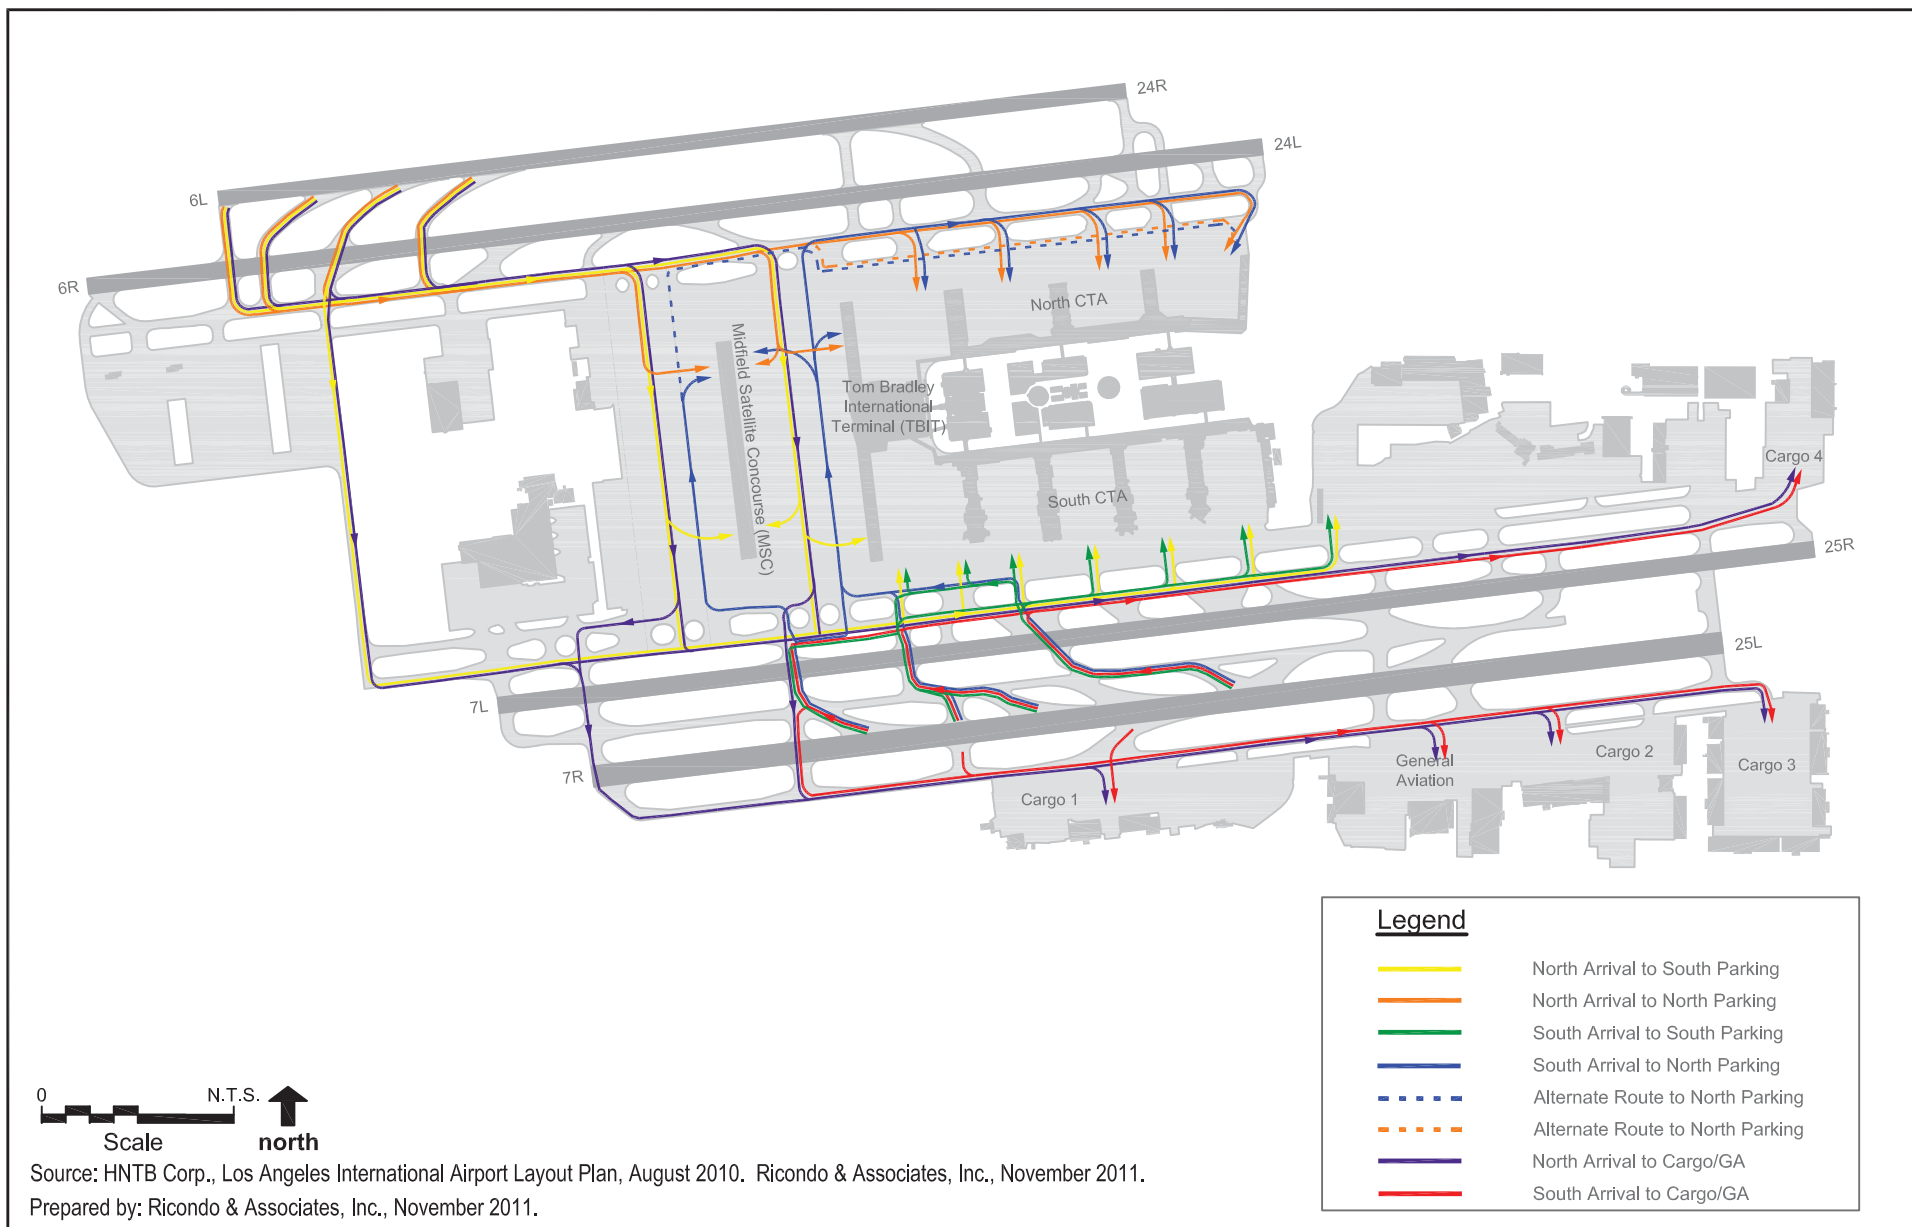 24R
24L
6L
6R
North CTA
Midfield Satellite Concourse (MSC)
Tom Bradley
International
Terminal (TBIT)
South CTA
Cargo 4
25R
25L
7L
7R
General
Aviation
Cargo 2
Cargo 3
Cargo 1
Legend
North Arrival to South Parking
North Arrival to North Parking
South Arrival to South Parking
South Arrival to North Parking
Alternate Route to North Parking
Alternate Route to North Parking
North Arrival to Cargo/GA
South Arrival to Cargo/GA
0 N.T.S.
Scale north
Source: HNTB Corp., Los Angeles International Airport Layout Plan, August 2010. Ricondo & Associates, Inc., November 2011.
Prepared by: Ricondo & Associates, Inc., November 2011.